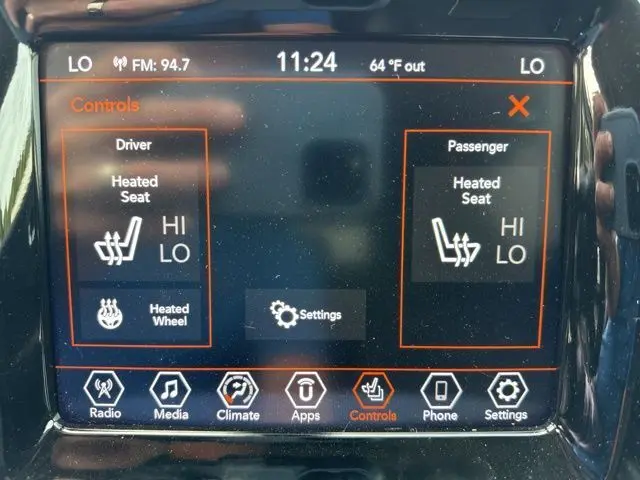 LO FM: 94.7 11:24 64 °F out LO
Controls
Driver
Heated
Seat
HI
LO
Heated
Wheel
Settings
Passenger
Heated
Seat
HI
LO
Radio Media Climate Apps Controls Phone Settings